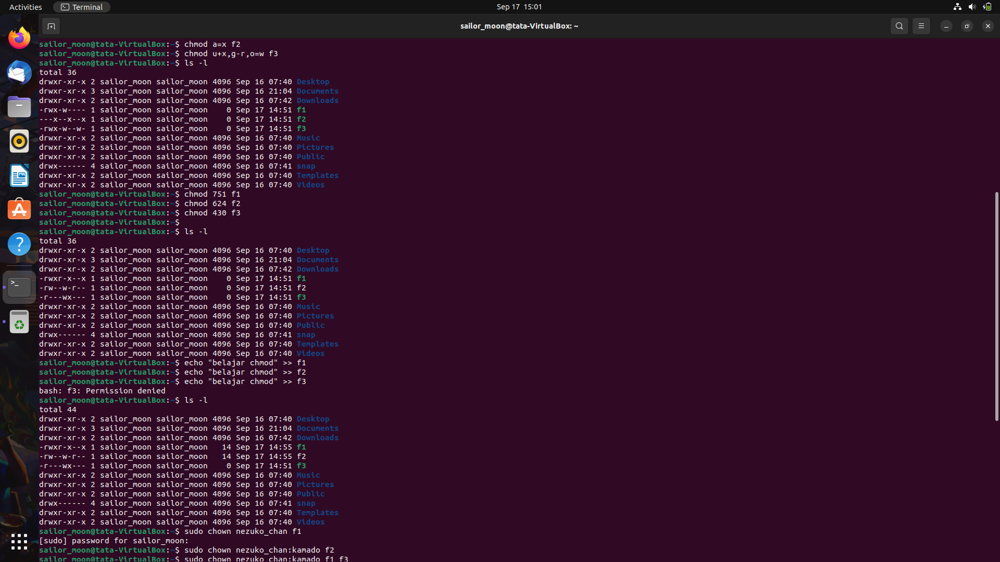 Activities
Terminal
Sep 17 15:01
sailor_moon@tata-VirtualBox: ~
sailor_moon@tata-VirtualBox:~$ chmod a=x f2
sailor_moon@tata-VirtualBox:~$ chmod u+x,g-r,o=w f3
sailor_moon@tata-VirtualBox:~$ ls -l
total 36
drwxr-xr-x 2 sailor_moon sailor_moon 4096 Sep 16 07:40 Desktop
drwxr-xr-x 3 sailor_moon sailor_moon 4096 Sep 16 21:04 Documents
drwxr-xr-x 2 sailor_moon sailor_moon 4096 Sep 16 07:42 Downloads
-rwx-w---- 1 sailor_moon sailor_moon    0 Sep 17 14:51 f1
---x--x--x 1 sailor_moon sailor_moon    0 Sep 17 14:51 f2
-rwx-w--w- 1 sailor_moon sailor_moon    0 Sep 17 14:51 f3
drwxr-xr-x 2 sailor_moon sailor_moon 4096 Sep 16 07:40 Music
drwxr-xr-x 2 sailor_moon sailor_moon 4096 Sep 16 07:40 Pictures
drwxr-xr-x 2 sailor_moon sailor_moon 4096 Sep 16 07:40 Public
drwx------ 4 sailor_moon sailor_moon 4096 Sep 16 07:41 snap
drwxr-xr-x 2 sailor_moon sailor_moon 4096 Sep 16 07:40 Templates
drwxr-xr-x 2 sailor_moon sailor_moon 4096 Sep 16 07:40 Videos
sailor_moon@tata-VirtualBox:~$ chmod 751 f1
sailor_moon@tata-VirtualBox:~$ chmod 624 f2
sailor_moon@tata-VirtualBox:~$ chmod 430 f3
sailor_moon@tata-VirtualBox:~$
sailor_moon@tata-VirtualBox:~$ ls -l
total 36
drwxr-xr-x 2 sailor_moon sailor_moon 4096 Sep 16 07:40 Desktop
drwxr-xr-x 3 sailor_moon sailor_moon 4096 Sep 16 21:04 Documents
drwxr-xr-x 2 sailor_moon sailor_moon 4096 Sep 16 07:42 Downloads
-rwxr-x--x 1 sailor_moon sailor_moon    0 Sep 17 14:51 f1
-rw--w-r-- 1 sailor_moon sailor_moon    0 Sep 17 14:51 f2
-r---wx--- 1 sailor_moon sailor_moon    0 Sep 17 14:51 f3
drwxr-xr-x 2 sailor_moon sailor_moon 4096 Sep 16 07:40 Music
drwxr-xr-x 2 sailor_moon sailor_moon 4096 Sep 16 07:40 Pictures
drwxr-xr-x 2 sailor_moon sailor_moon 4096 Sep 16 07:40 Public
drwx------ 4 sailor_moon sailor_moon 4096 Sep 16 07:41 snap
drwxr-xr-x 2 sailor_moon sailor_moon 4096 Sep 16 07:40 Templates
drwxr-xr-x 2 sailor_moon sailor_moon 4096 Sep 16 07:40 Videos
sailor_moon@tata-VirtualBox:~$ echo "belajar chmod" >> f1
sailor_moon@tata-VirtualBox:~$ echo "belajar chmod" >> f2
sailor_moon@tata-VirtualBox:~$ echo "belajar chmod" >> f3
bash: f3: Permission denied
sailor_moon@tata-VirtualBox:~$ ls -l
total 44
drwxr-xr-x 2 sailor_moon sailor_moon 4096 Sep 16 07:40 Desktop
drwxr-xr-x 3 sailor_moon sailor_moon 4096 Sep 16 21:04 Documents
drwxr-xr-x 2 sailor_moon sailor_moon 4096 Sep 16 07:42 Downloads
-rwxr-x--x 1 sailor_moon sailor_moon   14 Sep 17 14:55 f1
-rw--w-r-- 1 sailor_moon sailor_moon   14 Sep 17 14:55 f2
-r---wx--- 1 sailor_moon sailor_moon    0 Sep 17 14:51 f3
drwxr-xr-x 2 sailor_moon sailor_moon 4096 Sep 16 07:40 Music
drwxr-xr-x 2 sailor_moon sailor_moon 4096 Sep 16 07:40 Pictures
drwxr-xr-x 2 sailor_moon sailor_moon 4096 Sep 16 07:40 Public
drwx------ 4 sailor_moon sailor_moon 4096 Sep 16 07:41 snap
drwxr-xr-x 2 sailor_moon sailor_moon 4096 Sep 16 07:40 Templates
drwxr-xr-x 2 sailor_moon sailor_moon 4096 Sep 16 07:40 Videos
sailor_moon@tata-VirtualBox:~$ sudo chown nezuko_chan f1
[sudo] password for sailor_moon:
sailor_moon@tata-VirtualBox:~$ sudo chown nezuko_chan:kamado f2
sailor_moon@tata-VirtualBox:~$ sudo chown nezuko_chan:kamado f1 f3